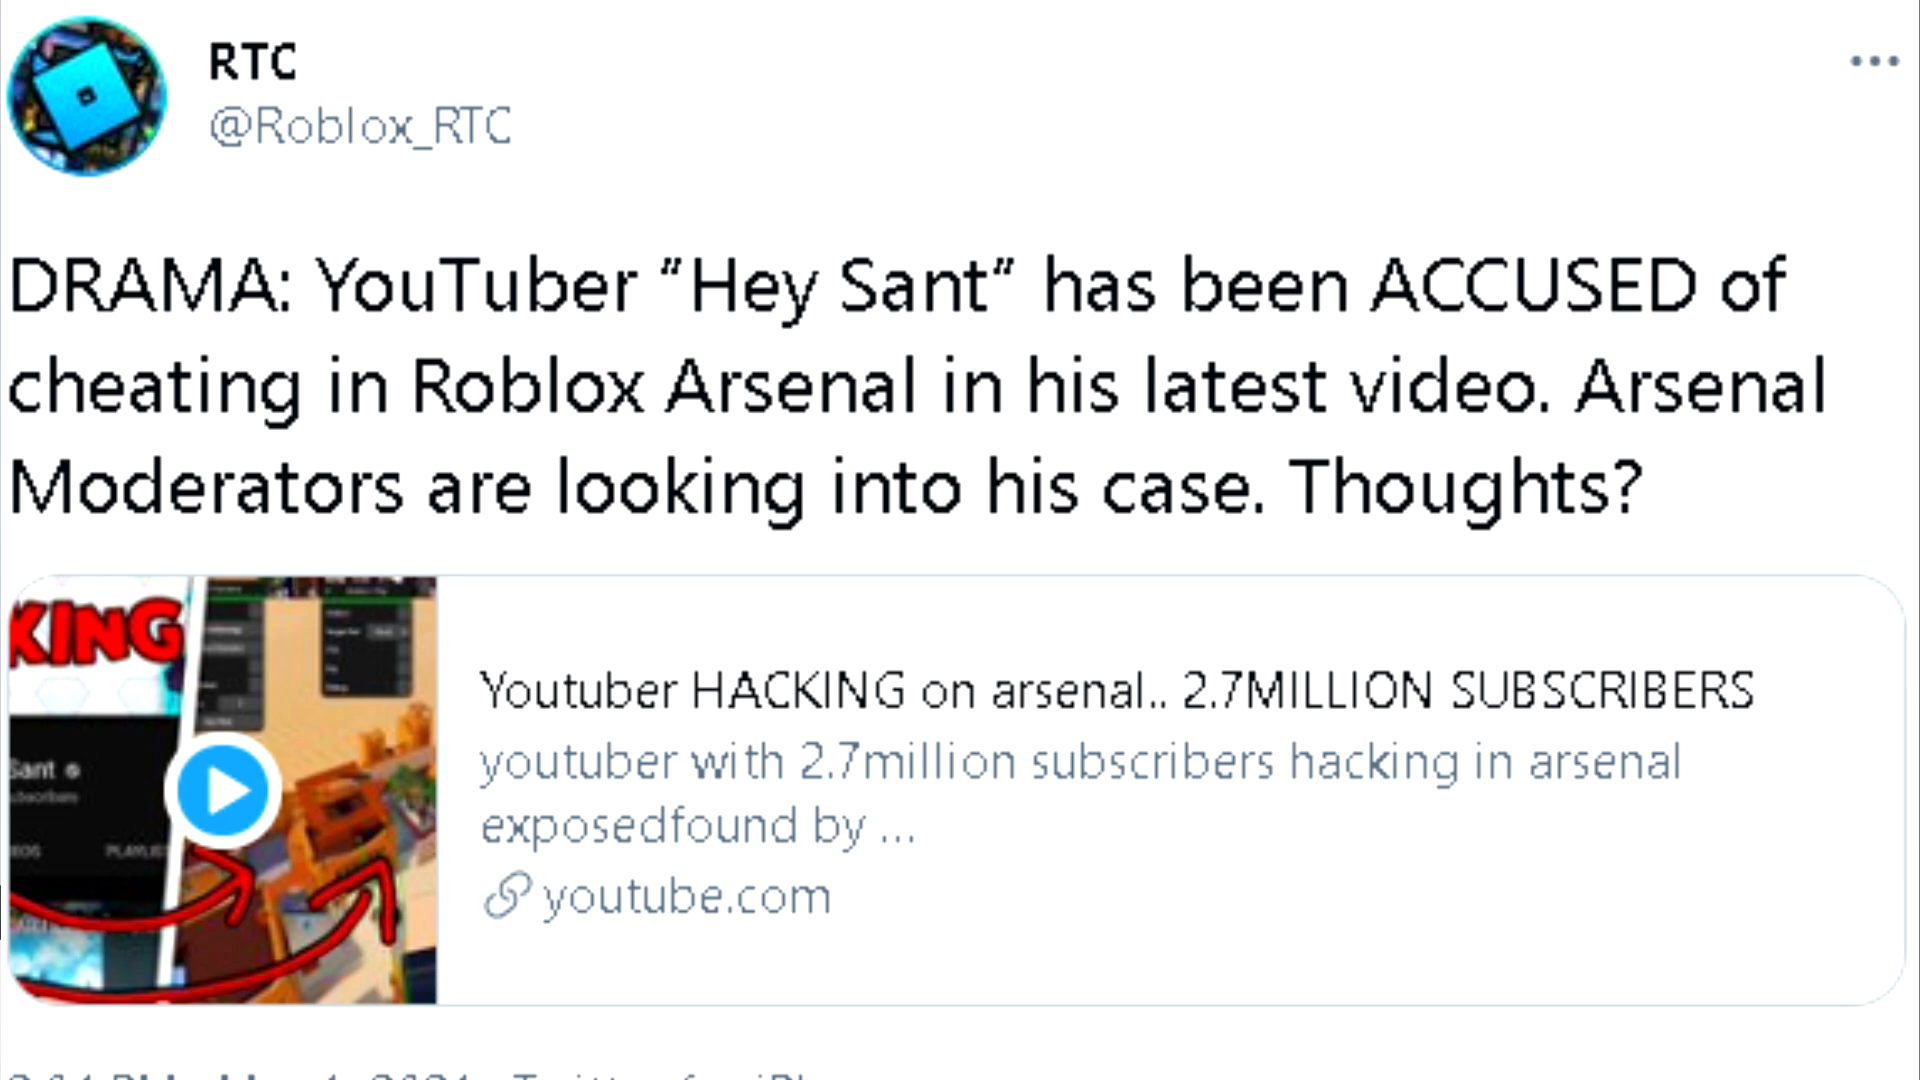 RTC
@Roblox_RTC
DRAMA: YouTuber “Hey Sant” has been ACCUSED of
cheating in Roblox Arsenal in his latest video. Arsenal
Moderators are looking into his case. Thoughts?
KING
Sant
PLAYLIS
Youtuber HACKING on arsenal.. 2.7MILLION SUBSCRIBERS
youtuber with 2.7million subscribers hacking in arsenal
exposedfound by ...
youtube.com